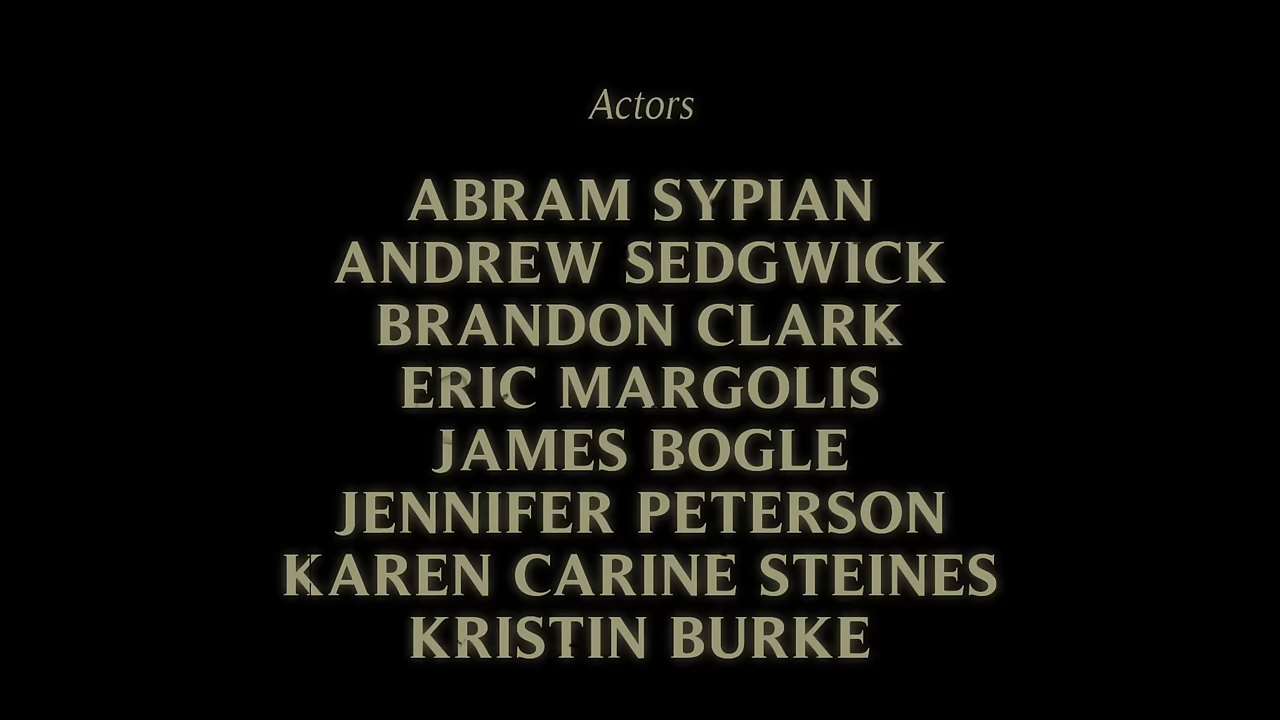 Actors
ABRAM SYPIAN
ANDREW SEDGWICK
BRANDON CLARK
ERIC MARGOLIS
JAMES BOGLE
JENNIFER PETERSON
KAREN CARINE STEINES
KRISTIN BURKE